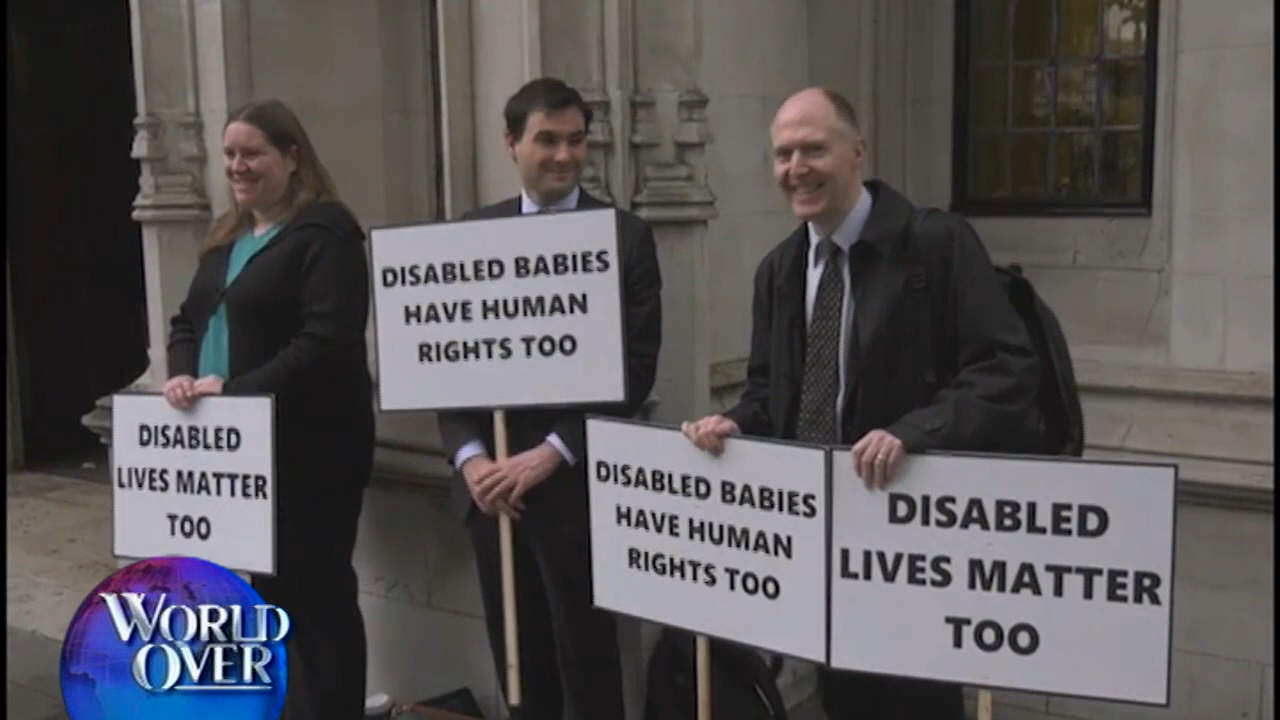 DISABLED
LIVES MATTER
TOO
DISABLED BABIES
HAVE HUMAN
RIGHTS TOO
DISABLED BABIES
HAVE HUMAN
RIGHTS TOO
DISABLED
LIVES MATTER
TOO
WORLD
OVER